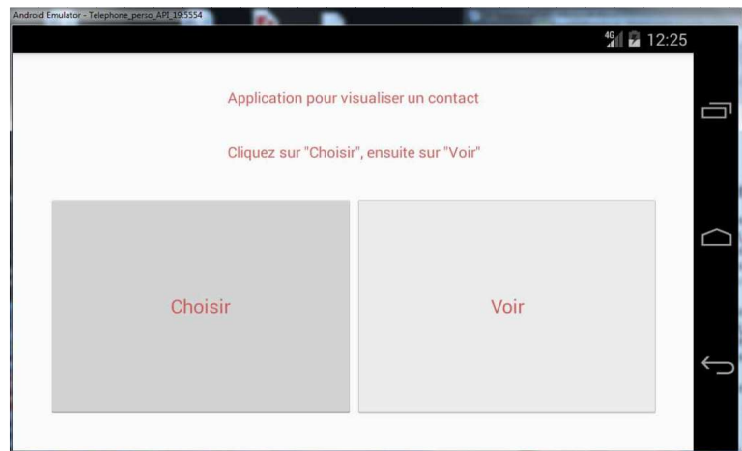 Android Emulator - Telephone_perso_API_19:5554
4G 12:25
Application pour visualiser un contact
Cliquez sur "Choisir", ensuite sur "Voir"
Choisir
Voir